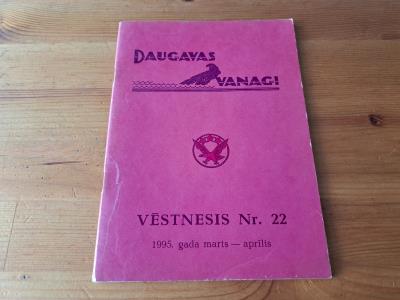 DAUGAVAS
VANAGI
VĒSTNESIS Nr. 22
1995. gada marts — aprīlis